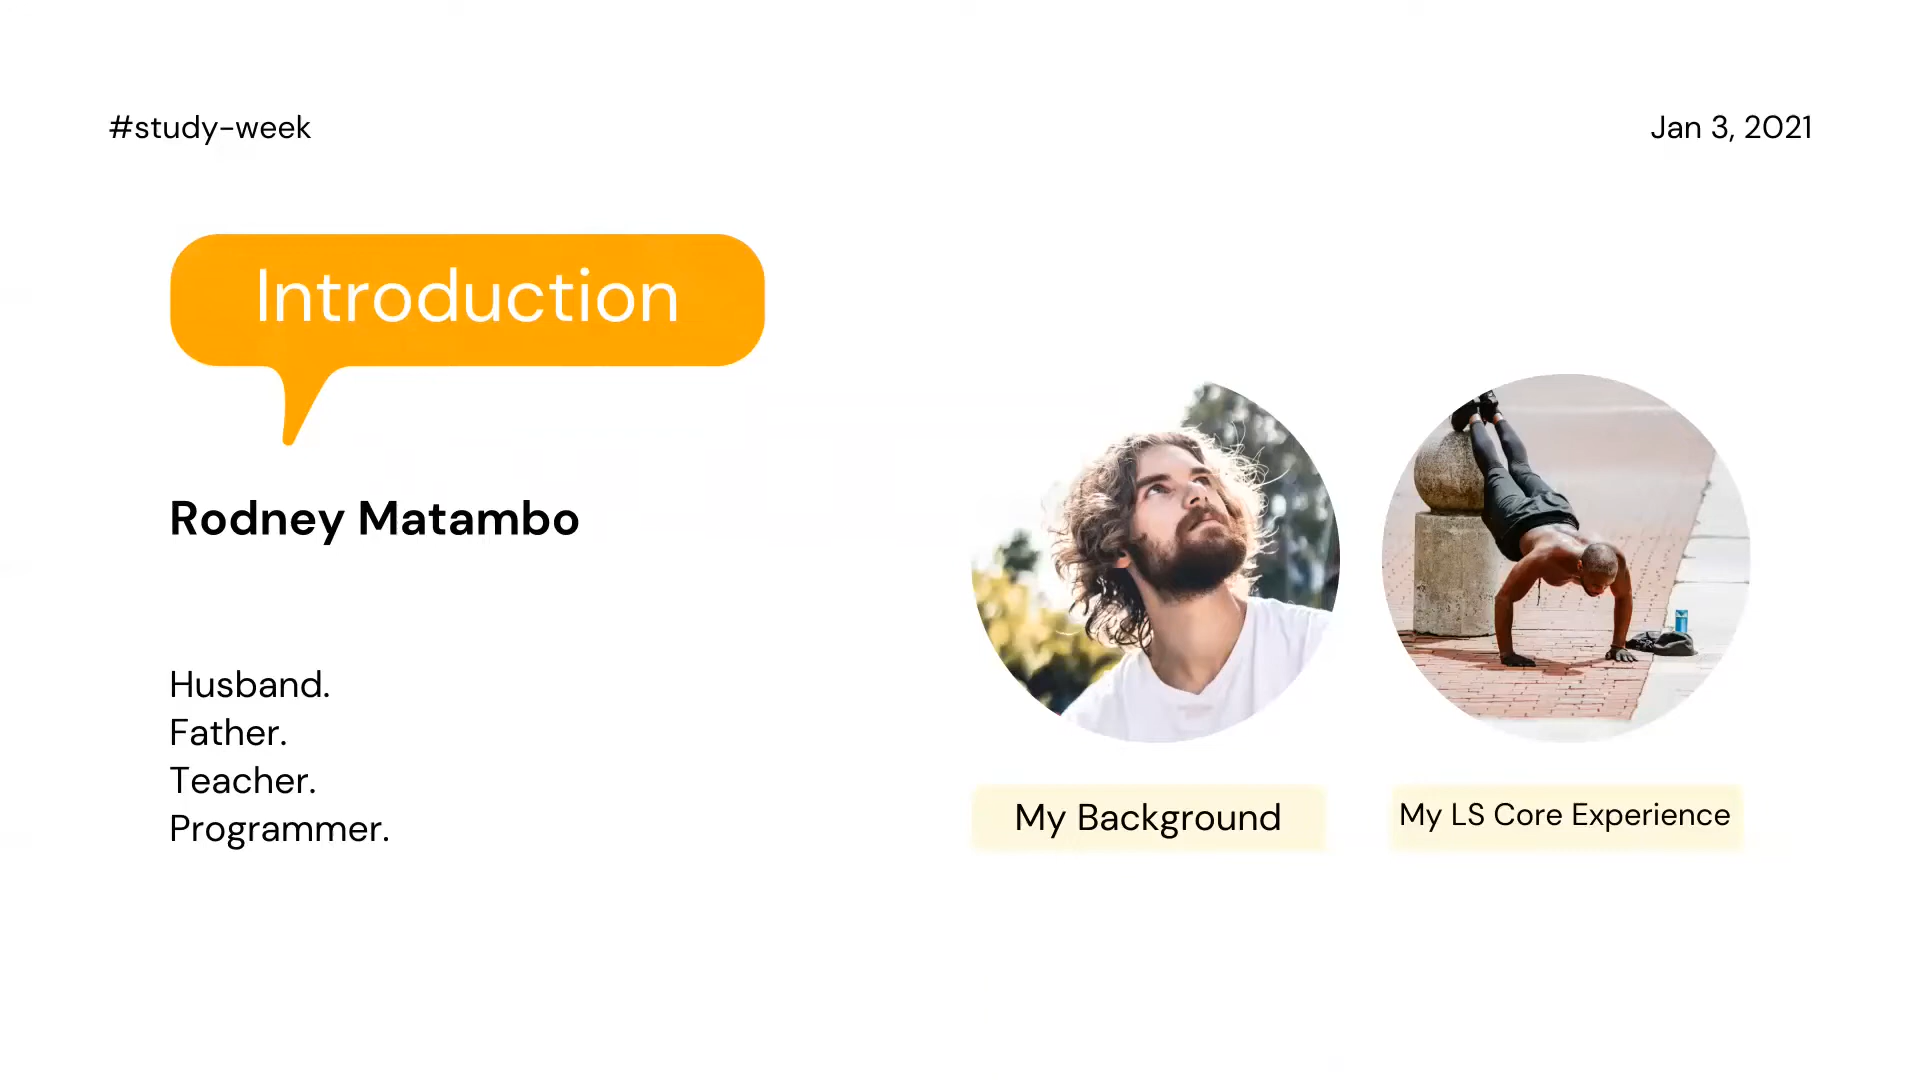 #study-week
Jan 3, 2021
Introduction
Rodney Matambo
Husband.
Father.
Teacher.
Programmer.
My Background
My LS Core Experience